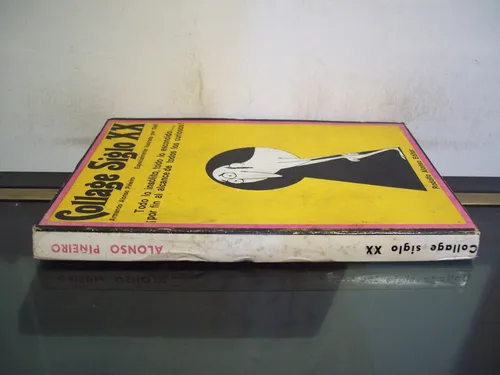 Collage Siglo XX
Armando Alonso Piñeiro
Todo lo insólito, todo lo escondido...
¡por fin al alcance de todos los curiosos!
Collage siglo XX
ALONSO PIÑEIRO